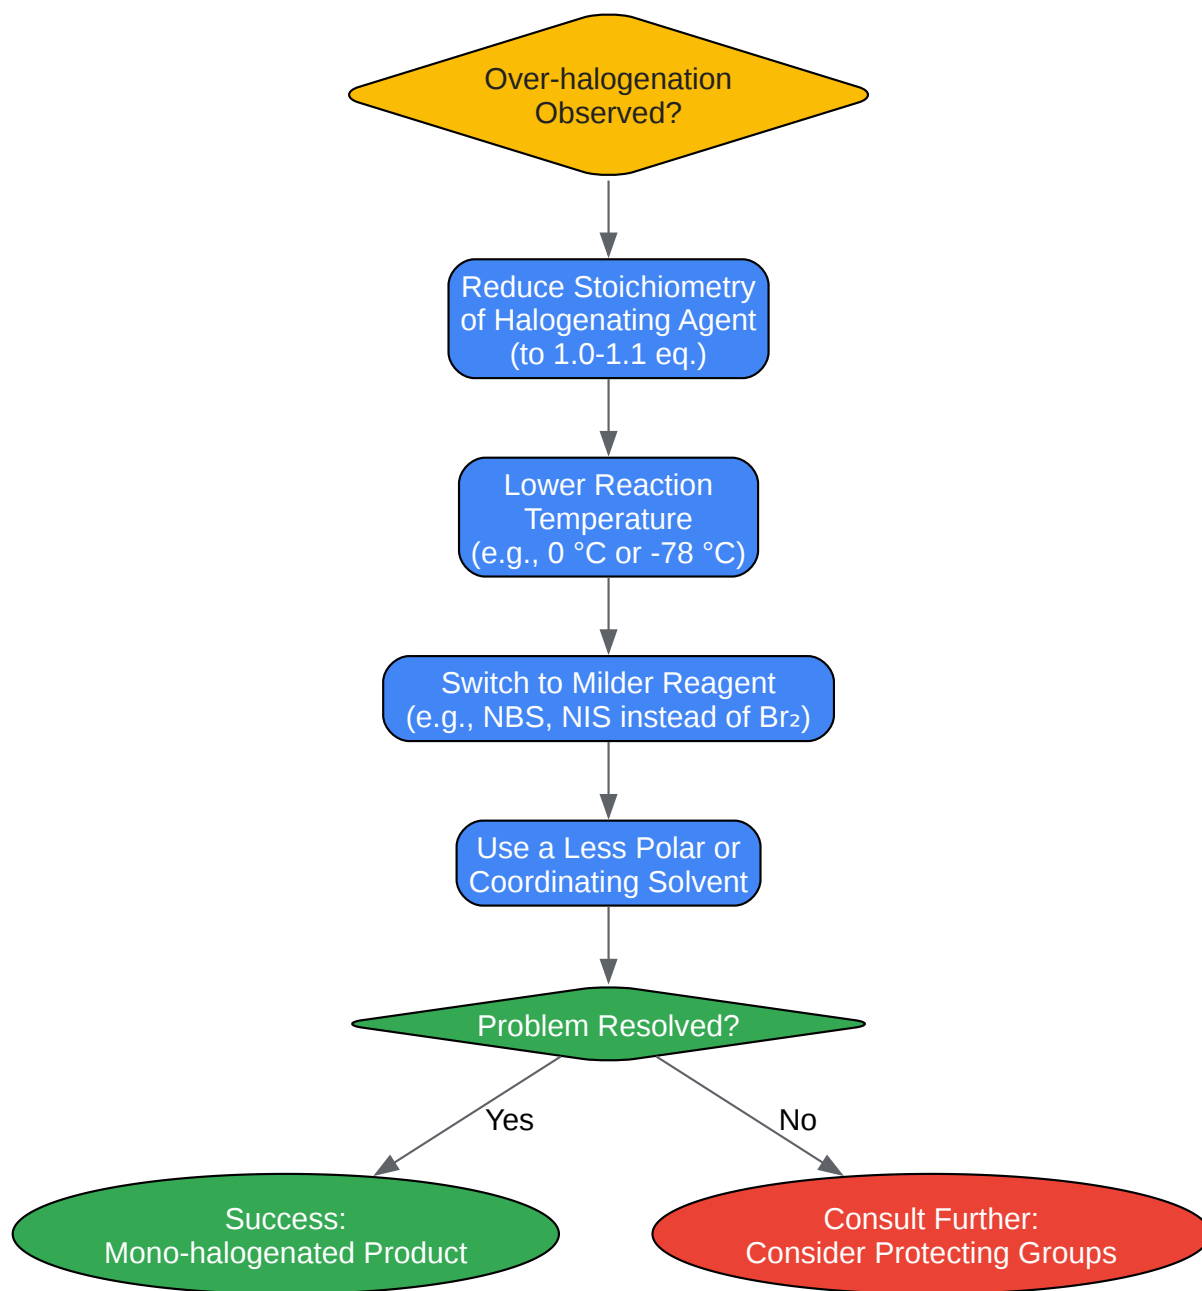 Over-halogenation
Observed?
Reduce Stoichiometry
of Halogenating Agent
(to 1.0-1.1 eq.)
Lower Reaction
Temperature
(e.g., 0 °C or -78 °C)
Switch to Milder Reagent
(e.g., NBS, NIS instead of Br₂)
Use a Less Polar or
Coordinating Solvent
Problem Resolved?
Yes
No
Success:
Mono-halogenated Product
Consult Further:
Consider Protecting Groups